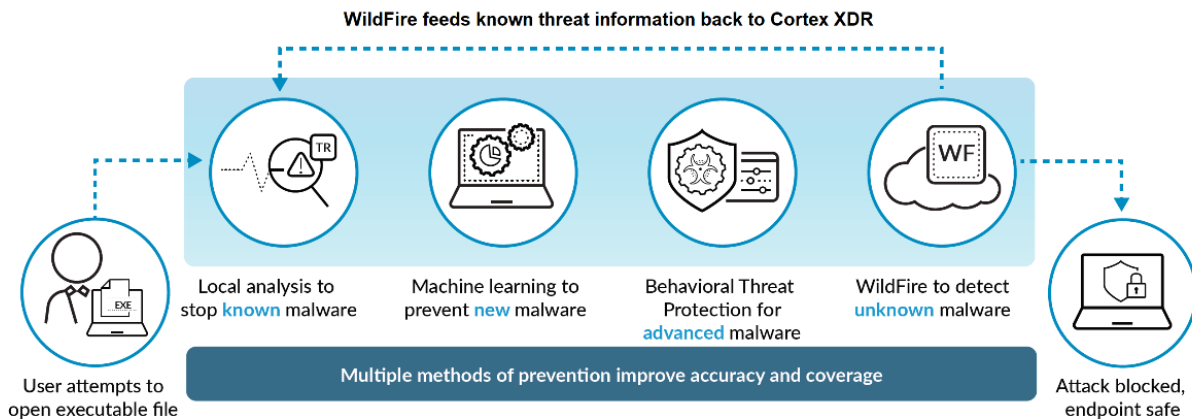 WildFire feeds known threat information back to Cortex XDR
TR
WF
EXE
Local analysis to
stop known malware
Machine learning to
prevent new malware
Behavioral Threat
Protection for
advanced malware
WildFire to detect
unknown malware
User attempts to
open executable file
Multiple methods of prevention improve accuracy and coverage
Attack blocked,
endpoint safe